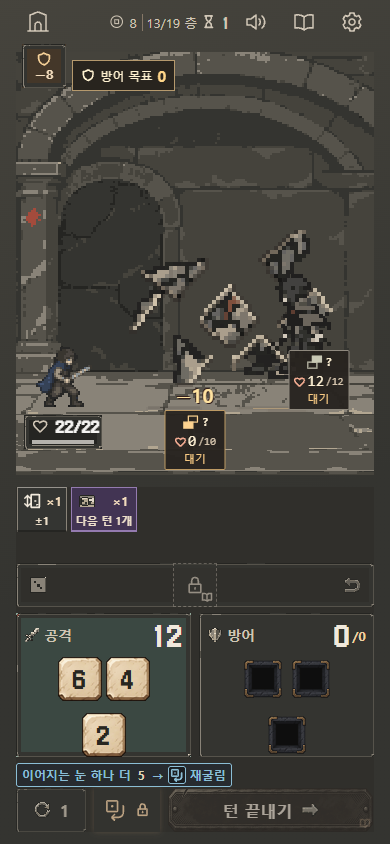 8 13/19 층 1
−8
방어 목표 0
−10
?
12/12
대기
22/22
?
0/10
대기
×1
±1
×1
다음 턴 1개
공격 12
6 4
2
방어 0/0
이어지는 눈 하나 더 5 → 재굴림
1
턴 끝내기